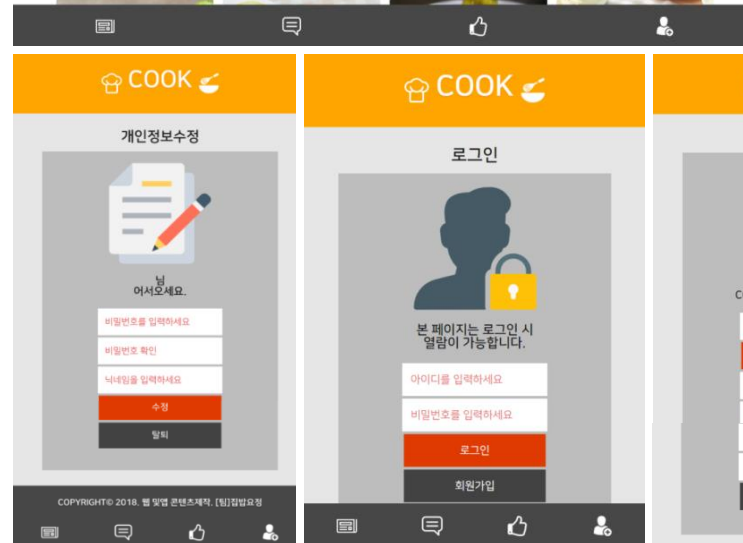 COOK
개인정보수정
님
어서오세요.
비밀번호를 입력하세요
비밀번호 확인
닉네임을 입력하세요
수정
탈퇴
COPYRIGHT© 2018. 웹 및앱 콘텐츠제작. [팀]집밥요정
COOK
로그인
본 페이지는 로그인 시
열람이 가능합니다.
아이디를 입력하세요
비밀번호를 입력하세요
로그인
회원가입